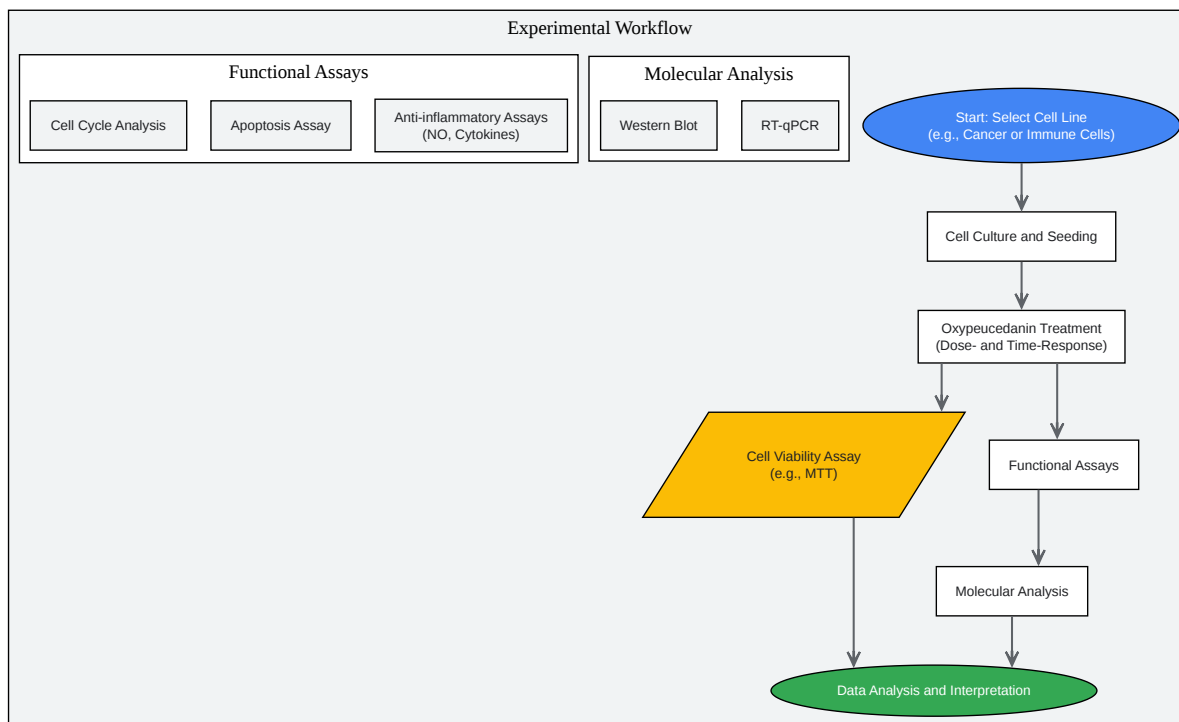 Experimental Workflow
Functional Assays
Cell Cycle Analysis
Apoptosis Assay
Anti-inflammatory Assays
(NO, Cytokines)
Molecular Analysis
Western Blot
RT-qPCR
Start: Select Cell Line
(e.g., Cancer or Immune Cells)
Cell Culture and Seeding
Oxypeucedanin Treatment
(Dose- and Time-Response)
Cell Viability Assay
(e.g., MTT)
Functional Assays
Molecular Analysis
Data Analysis and Interpretation